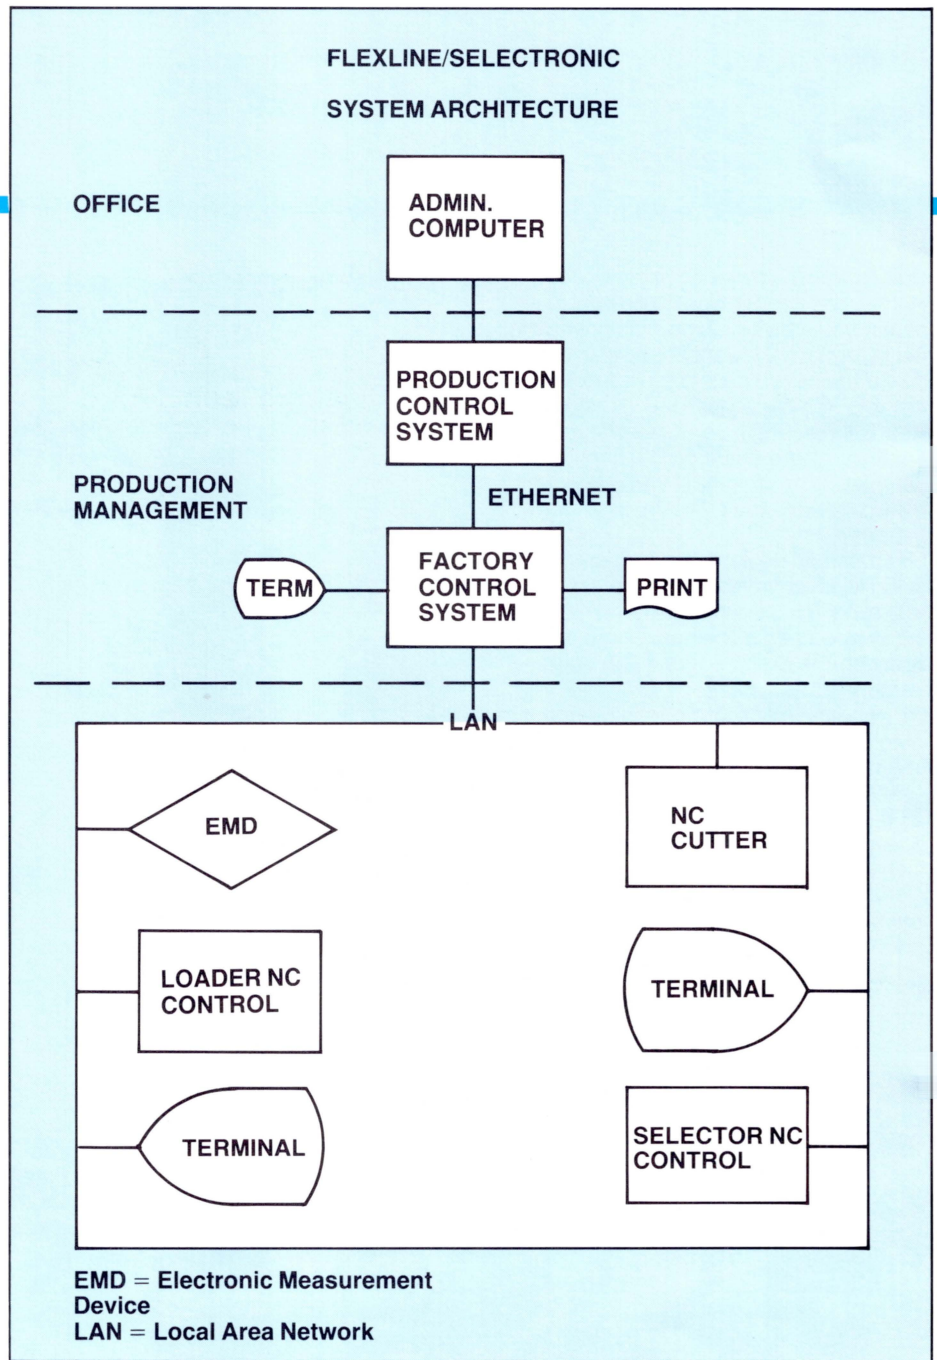 FLEXLINE/SELECTRONIC
SYSTEM ARCHITECTURE
OFFICE
ADMIN.
COMPUTER
PRODUCTION
CONTROL
SYSTEM
PRODUCTION
MANAGEMENT
ETHERNET
TERM
FACTORY
CONTROL
SYSTEM
PRINT
LAN
EMD
NC
CUTTER
LOADER NC
CONTROL
TERMINAL
TERMINAL
SELECTOR NC
CONTROL
EMD = Electronic Measurement
Device
LAN = Local Area Network